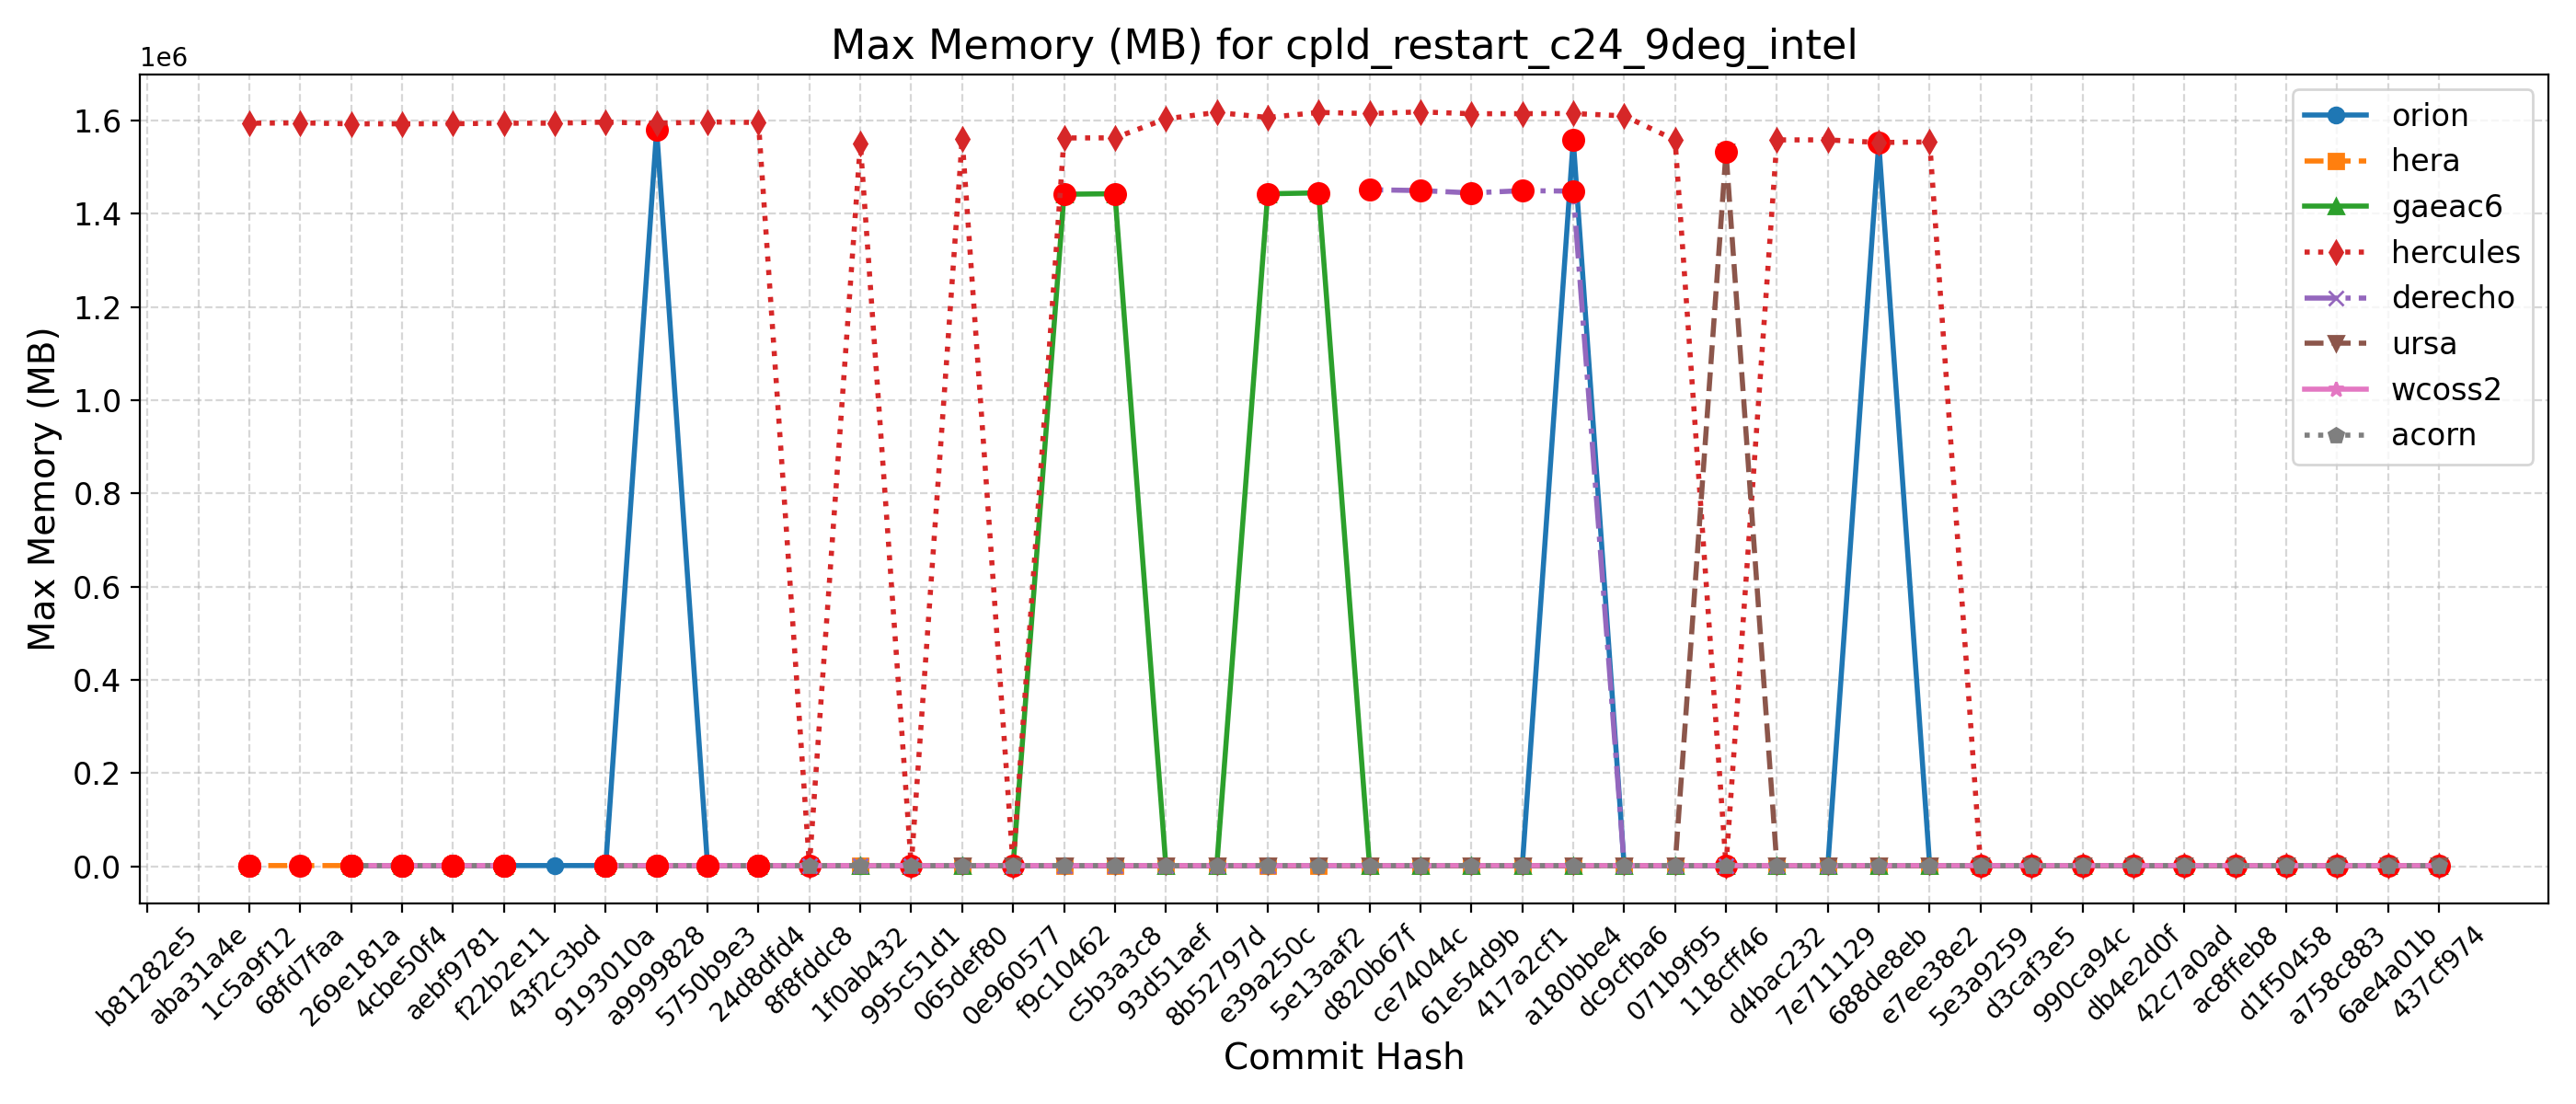 Max Memory (MB) for cpld_restart_c24_9deg_intel
1e6
1.6
1.4
1.2
1.0
0.8
0.6
0.4
0.2
0.0
Max Memory (MB)
orion
hera
gaeac6
hercules
derecho
ursa
wcoss2
acorn
b81282e5
aba31a4e
1c5a9f12
68fd7faa
269e181a
4cbe50f4
aebf9781
f22b2e11
43f2c3bd
9193010a
a9999828
5750b9e3
24d8dfd4
8f8fddc8
1f0ab432
995c51d1
065def80
0e960577
f9c10462
c5b3a3c8
93d51aef
8b52797d
e39a250c
5e13aaf2
d820b67f
ce74044c
61e54d9b
417a2cf1
a180bbe4
dc9cfba6
071b9f95
118cff46
d4bac232
7e711129
688de8eb
e7ee38e2
5e3a9259
d3caf3e5
990ca94c
db4e2d0f
42c7a0ad
ac8ffeb8
d1f50458
a758c883
6ae4a01b
437cf974
Commit Hash